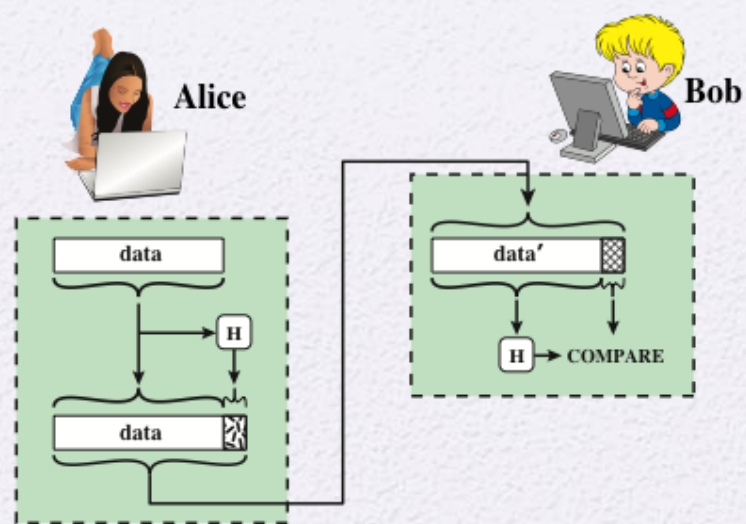 Alice
Bob
data
H
data
data′
H
COMPARE